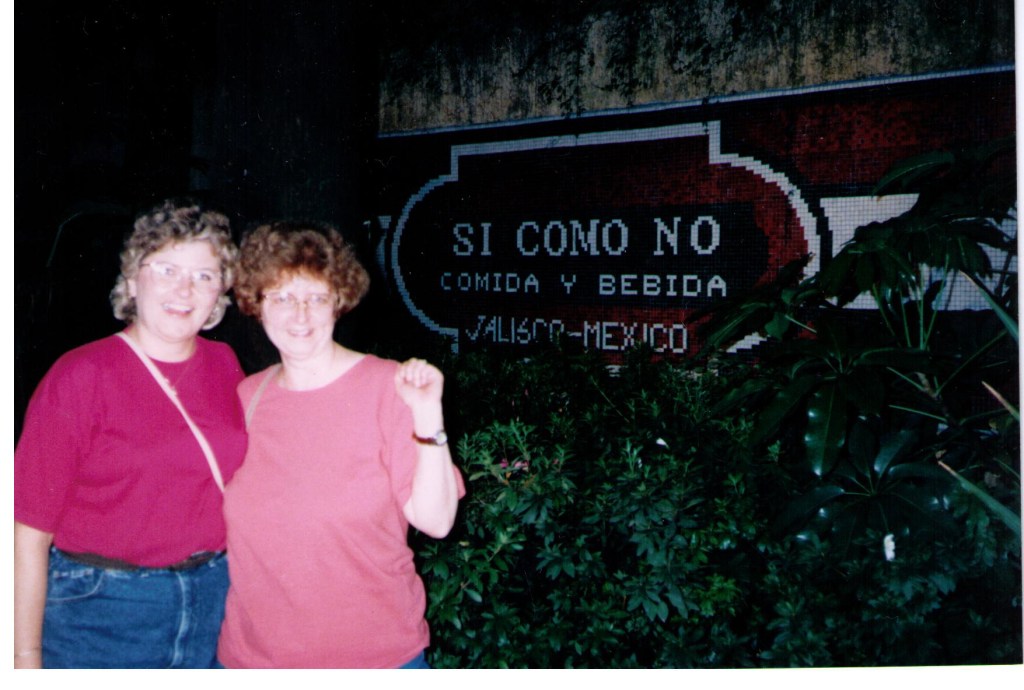 SI COMO NO
COMIDA Y BEBIDA
JALISCO-MEXICO